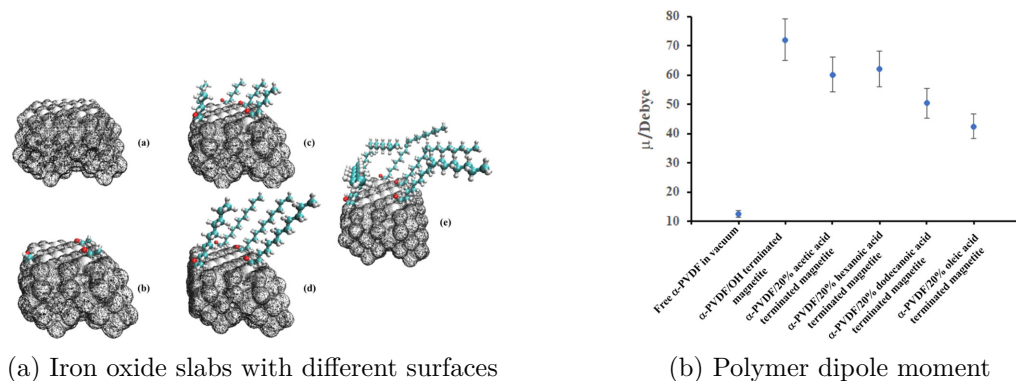 (a)
(b)
(c)
(d)
(e)
μ/Debye
80
70
60
50
40
30
20
10
Free α-PVDF in vacuum
α-PVDF/OH terminated
magnetite
α-PVDF/20% acetic acid
terminated magnetite
α-PVDF/20% hexanoic acid
terminated magnetite
α-PVDF/20% dodecanoic acid
terminated magnetite
α-PVDF/20% oleic acid
terminated magnetite
(a) Iron oxide slabs with different surfaces
(b) Polymer dipole moment